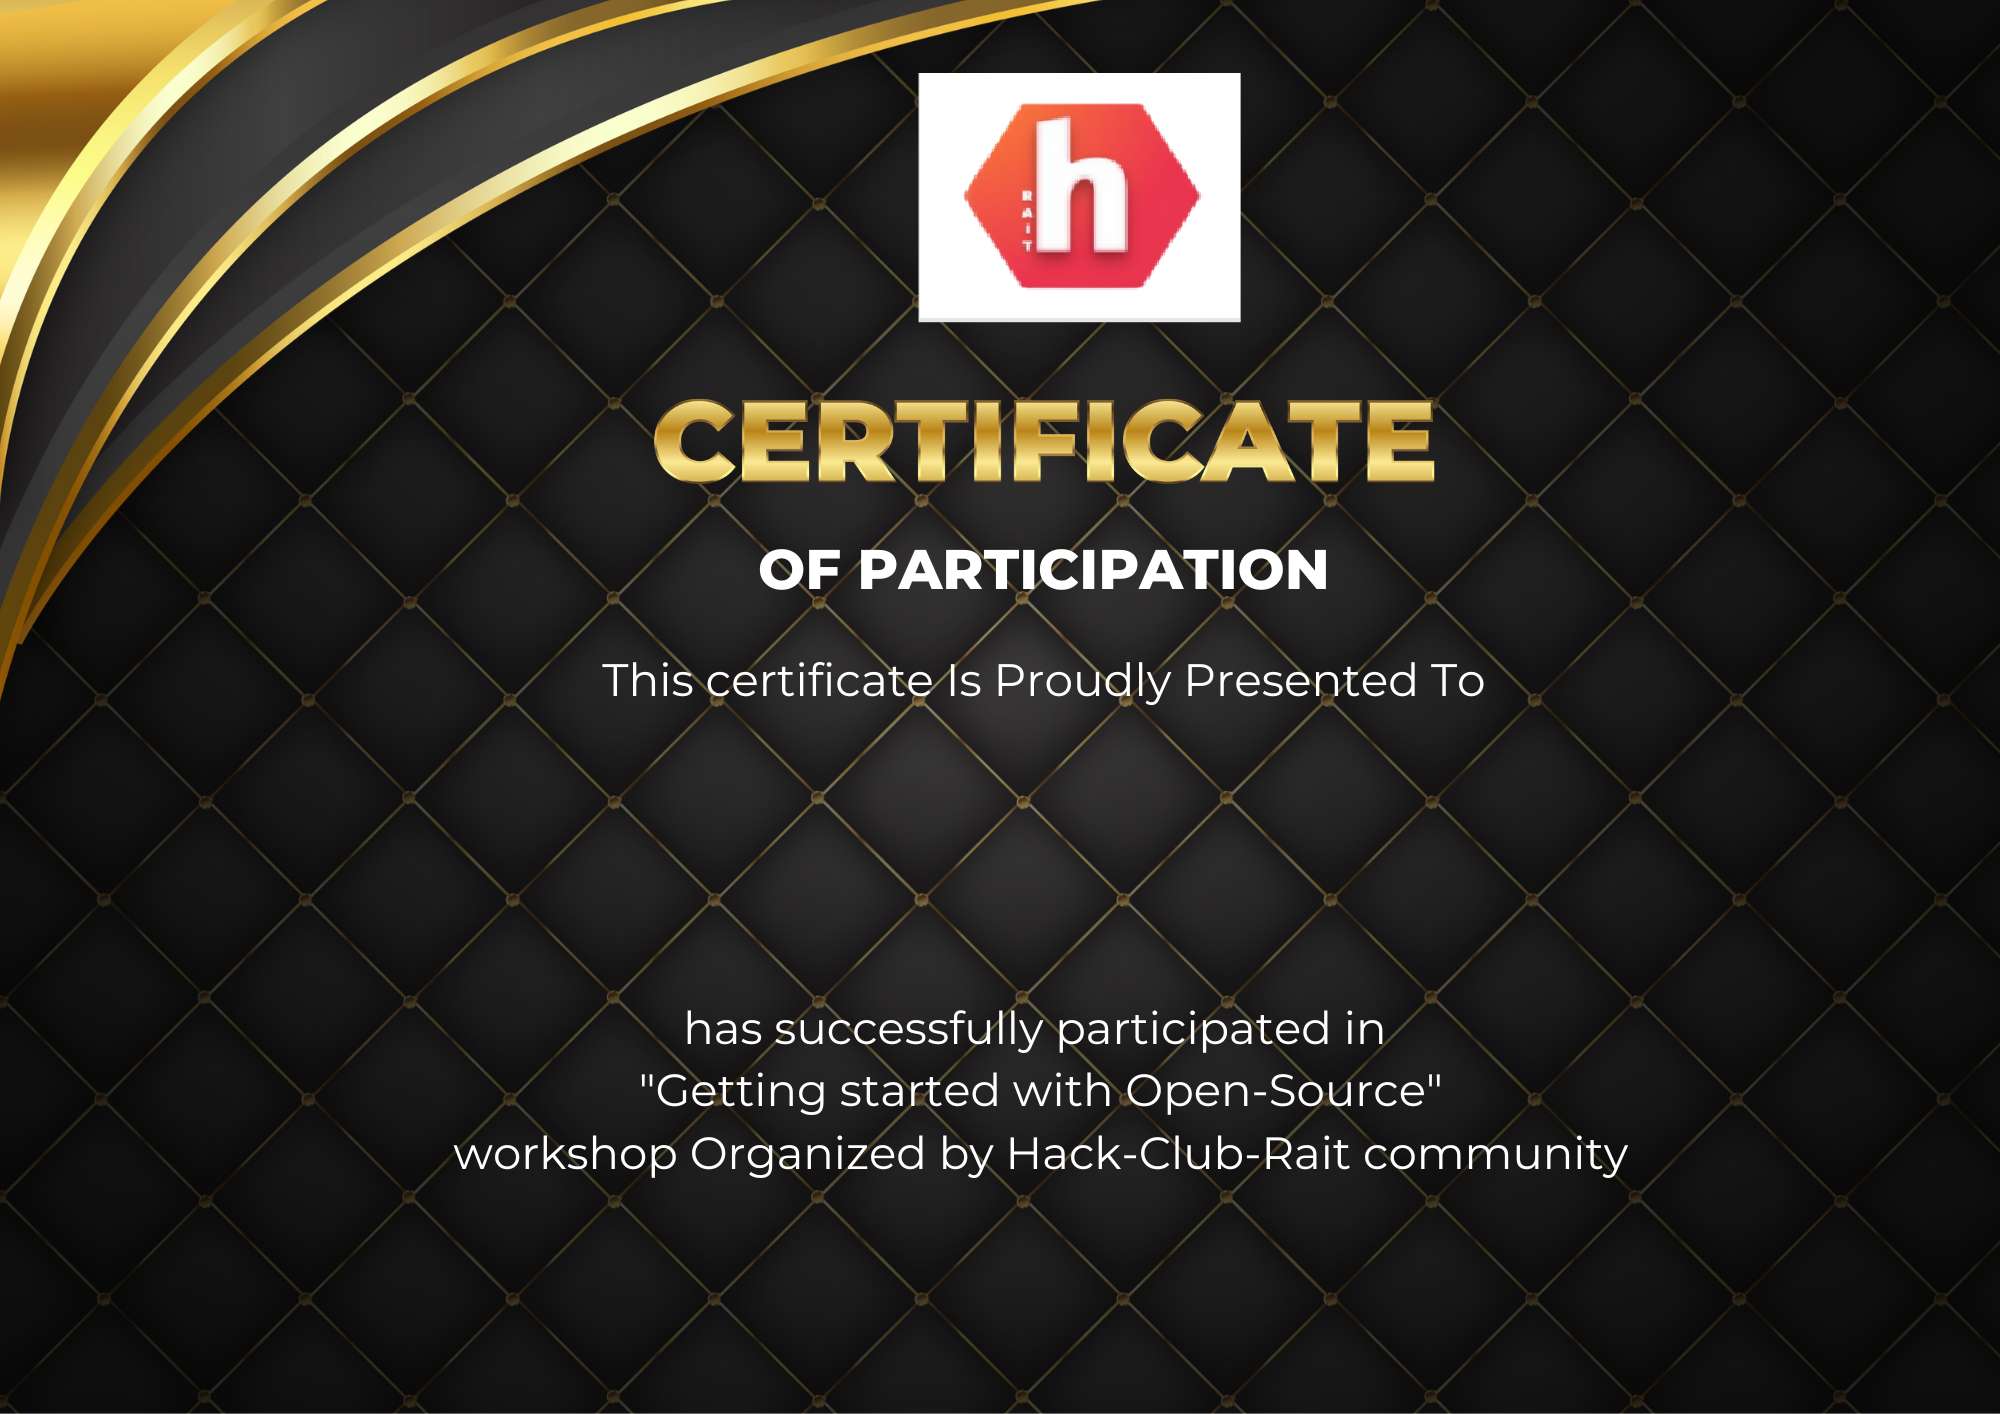 h
RAIT
CERTIFICATE
OF PARTICIPATION
This certificate Is Proudly Presented To
has successfully participated in
"Getting started with Open-Source"
workshop Organized by Hack-Club-Rait community